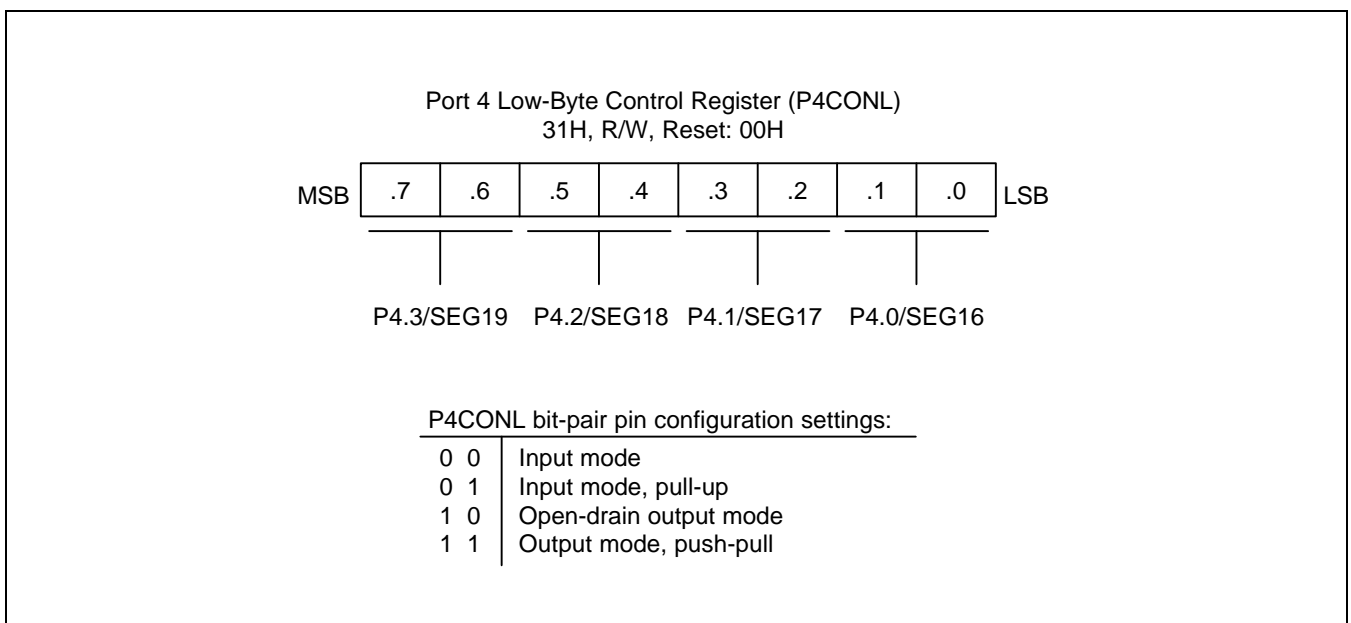 Port 4 Low-Byte Control Register (P4CONL)
31H, R/W, Reset: 00H
MSB .7 .6 .5 .4 .3 .2 .1 .0 LSB
P4.3/SEG19 P4.2/SEG18 P4.1/SEG17 P4.0/SEG16
P4CONL bit-pair pin configuration settings:
0 0 Input mode
0 1 Input mode, pull-up
1 0 Open-drain output mode
1 1 Output mode, push-pull